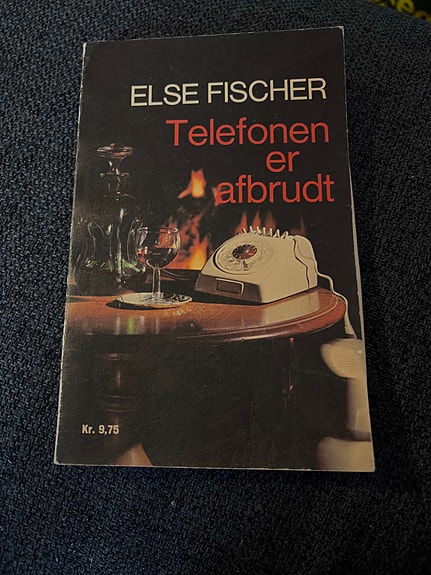 ELSE FISCHER
Telefonen
er
afbrudt
Kr. 9,75